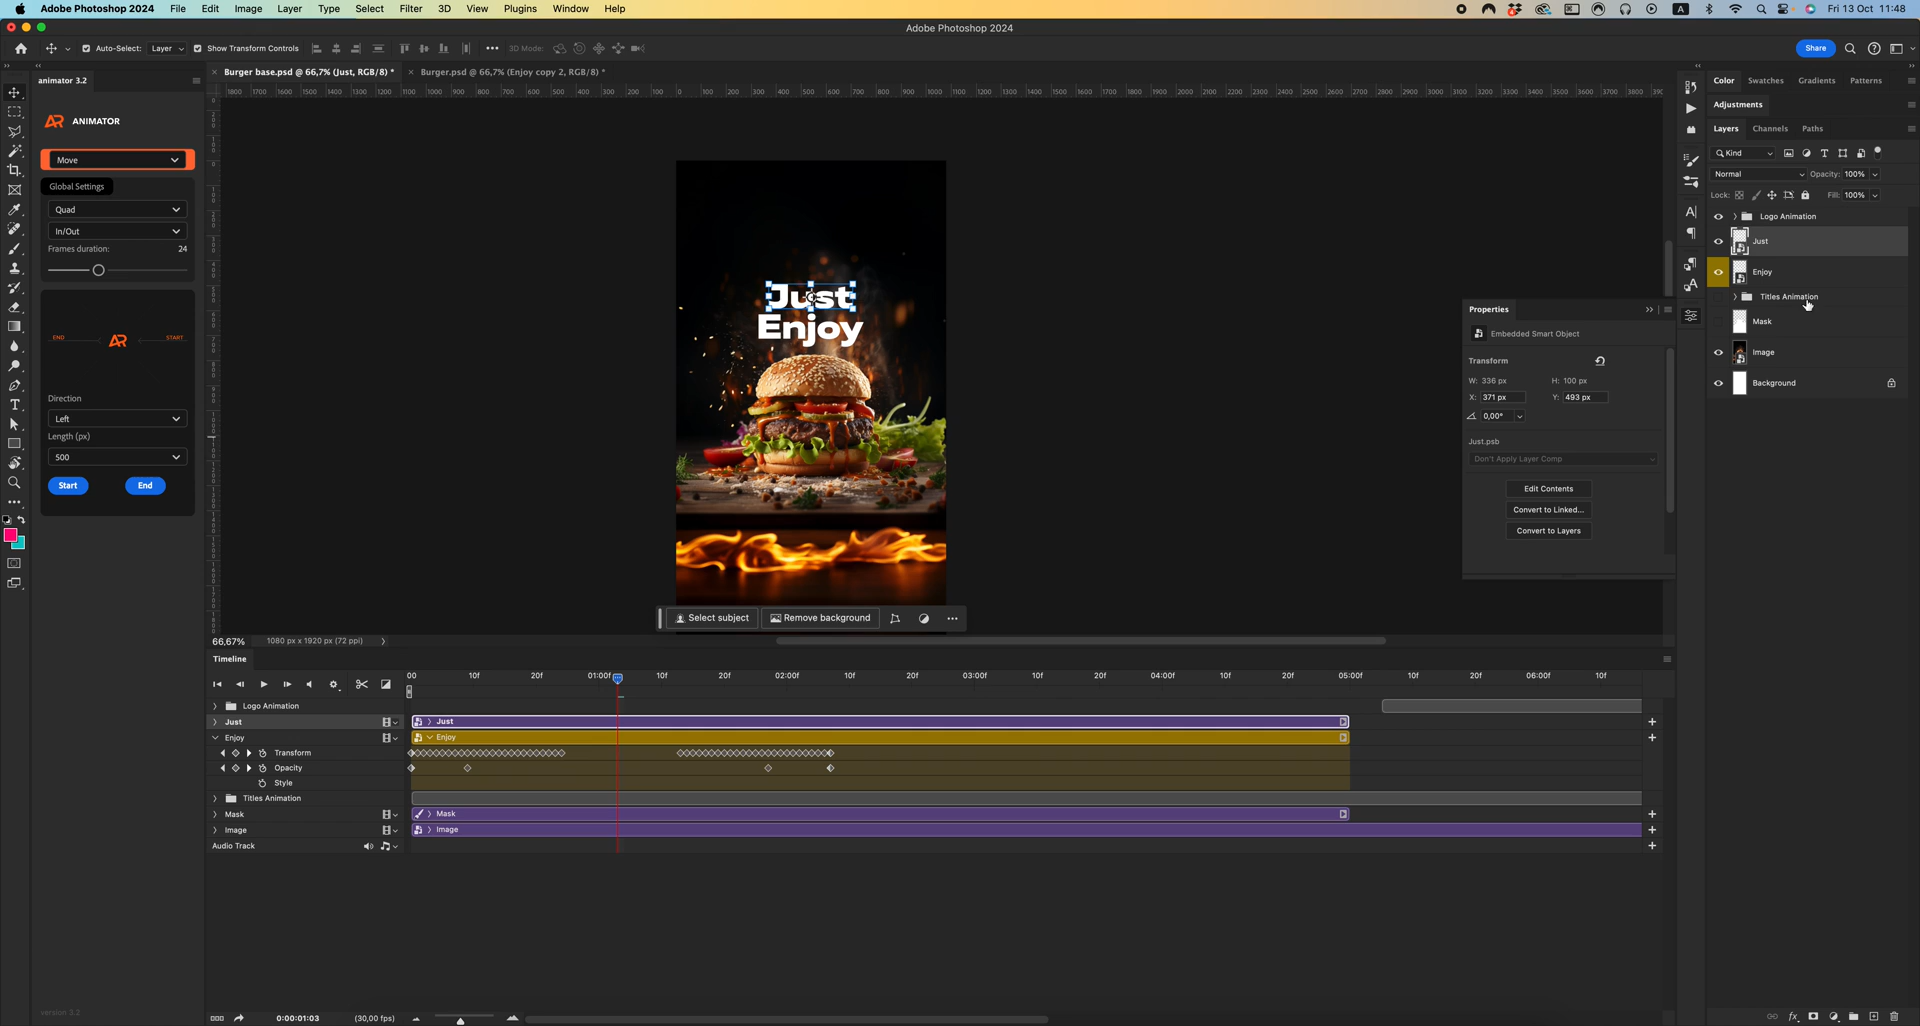 Adobe Photoshop 2024 File Edit Image Layer Type Select Filter 3D View Plugins Window Help
Fri 13 Oct 11:48
Adobe Photoshop 2024
Auto-Select: Layer Show Transform Controls 3D Mode: Share
animator 3.2
Burger base.psd @ 66,7% (Just, RGB/8) *
Burger.psd @ 66,7% (Enjoy copy 2, RGB/8) *
AR ANIMATOR
Move
Global Settings
Quad
In/Out
Frames duration: 24
END AR START
Direction
Left
Length (px)
500
Start End
version 3.2
Just
Enjoy
Select subject Remove background
66,67% 1080 px x 1920 px (72 ppi)
Properties
Embedded Smart Object
Transform
W: 336 px H: 100 px
X: 371 px Y: 493 px
0,00°
Just.psb
Don't Apply Layer Comp
Edit Contents
Convert to Linked...
Convert to Layers
Color Swatches Gradients Patterns
Adjustments
Layers Channels Paths
Kind
Normal Opacity: 100%
Lock: Fill: 100%
Logo Animation
Just
Enjoy
Titles Animation
Mask
Image
Background
Timeline
00 10f 20f 01:00f 10f 20f 02:00f 10f 20f 03:00f 10f 20f 04:00f 10f 20f 05:00f 10f 20f 06:00f 10f
Logo Animation
Just Just
Enjoy Enjoy
Transform
Opacity
Style
Titles Animation
Mask Mask
Image Image
Audio Track
0:00:01:03 (30,00 fps)